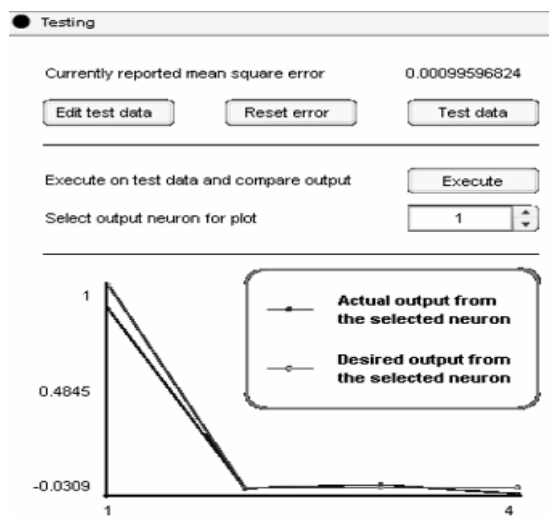 Testing
Currently reported mean square error 0.00099596824
Edit test data Reset error Test data
Execute on test data and compare output Execute
Select output neuron for plot 1
Actual output from
the selected neuron
Desired output from
the selected neuron
1
0.4845
-0.0309
1 4